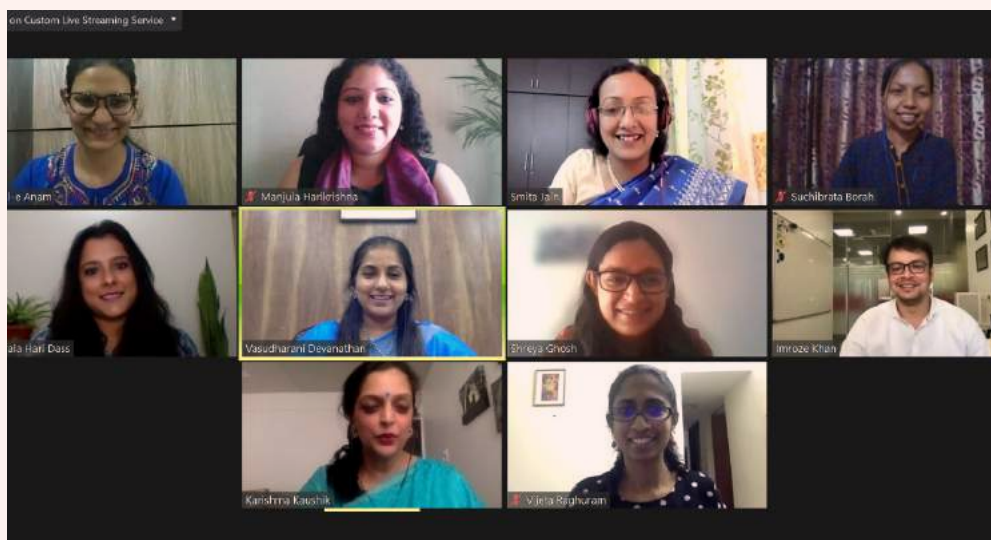 on Custom Live Streaming Service
-e Anam
Manjula Harikrishna
Smita Jain
Suchibrata Borah
ala Hari Dass
Vasudharani Devanathan
Shreya Ghosh
Imroze Khan
Karishma Kaushik
Vijeta Raghuram